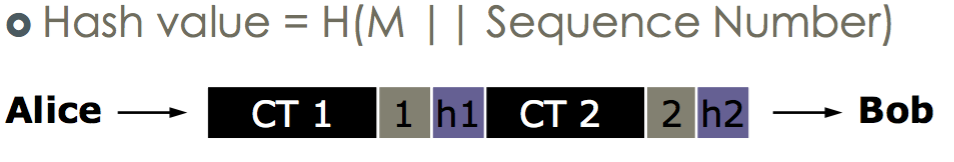 Hash value = H(M || Sequence Number)
Alice CT 1 1 h1 CT 2 2 h2 Bob